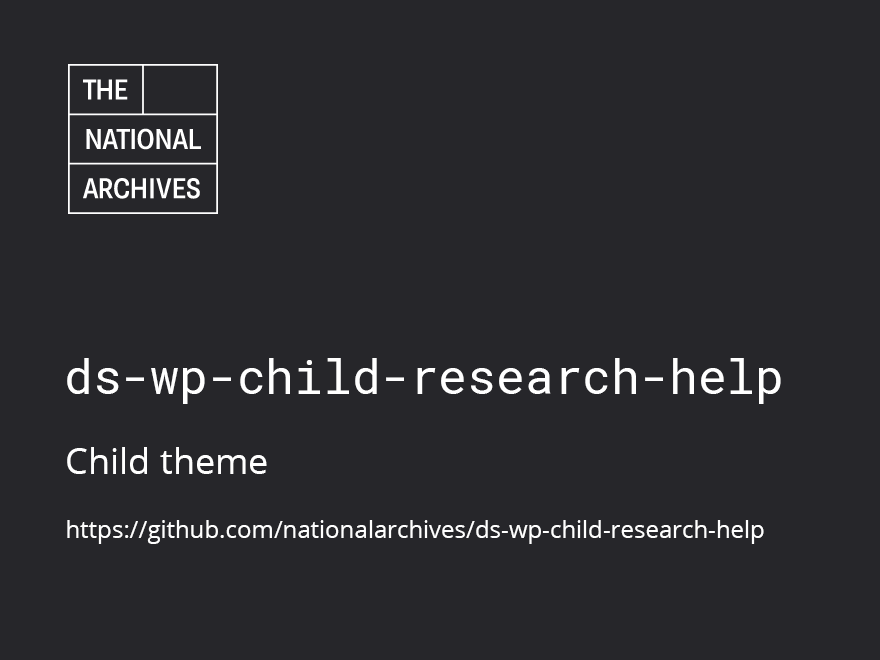 THE
NATIONAL
ARCHIVES
ds-wp-child-research-help
Child theme
https://github.com/nationalarchives/ds-wp-child-research-help